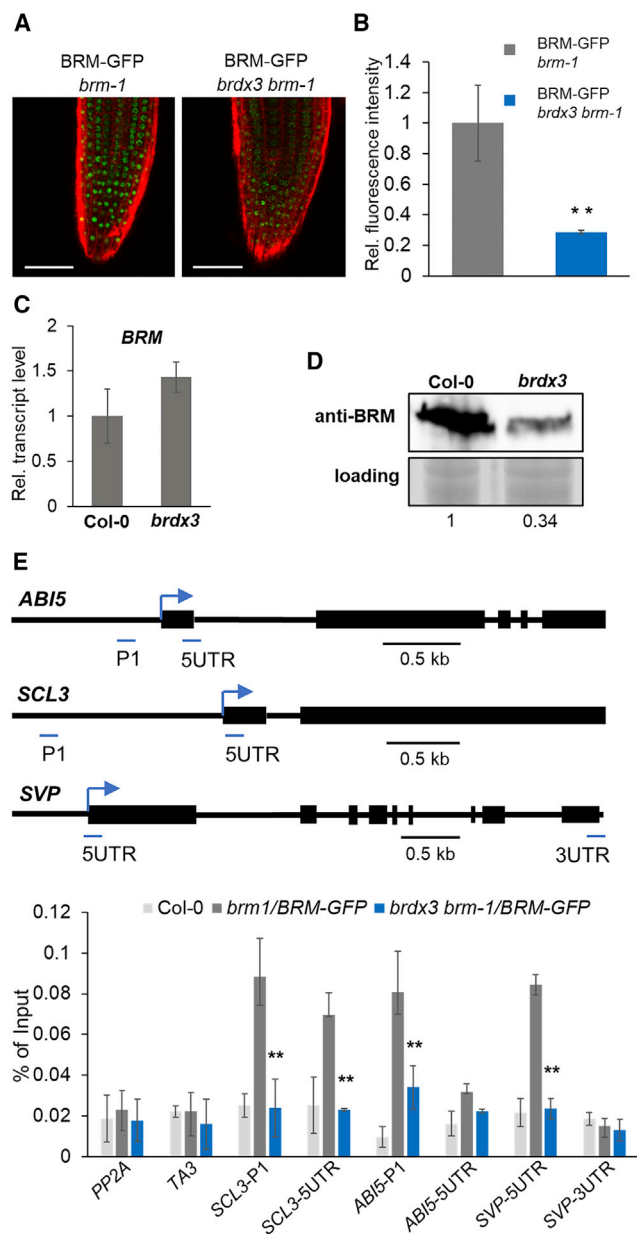 A
BRM-GFP
brm-1
BRM-GFP
brdx3 brm-1
B
Rel. fluorescence intensity
1.4
1.2
1
0.8
0.6
0.4
0.2
0
**
BRM-GFP
brm-1
BRM-GFP
brdx3 brm-1
C
Rel. transcript level
2
1.5
1
0.5
0
BRM
Col-0
brdx3
D
Col-0
brdx3
anti-BRM
loading
1
0.34
E
ABI5
P1
5UTR
0.5 kb
SCL3
P1
5UTR
0.5 kb
SVP
5UTR
0.5 kb
3UTR
Col-0
brm1/BRM-GFP
brdx3 brm-1/BRM-GFP
% of Input
0.12
0.1
0.08
0.06
0.04
0.02
0
**
**
**
**
PP2A
TA3
SCL3-P1
SCL3-5UTR
ABI5-P1
ABI5-5UTR
SVP-5UTR
SVP-3UTR